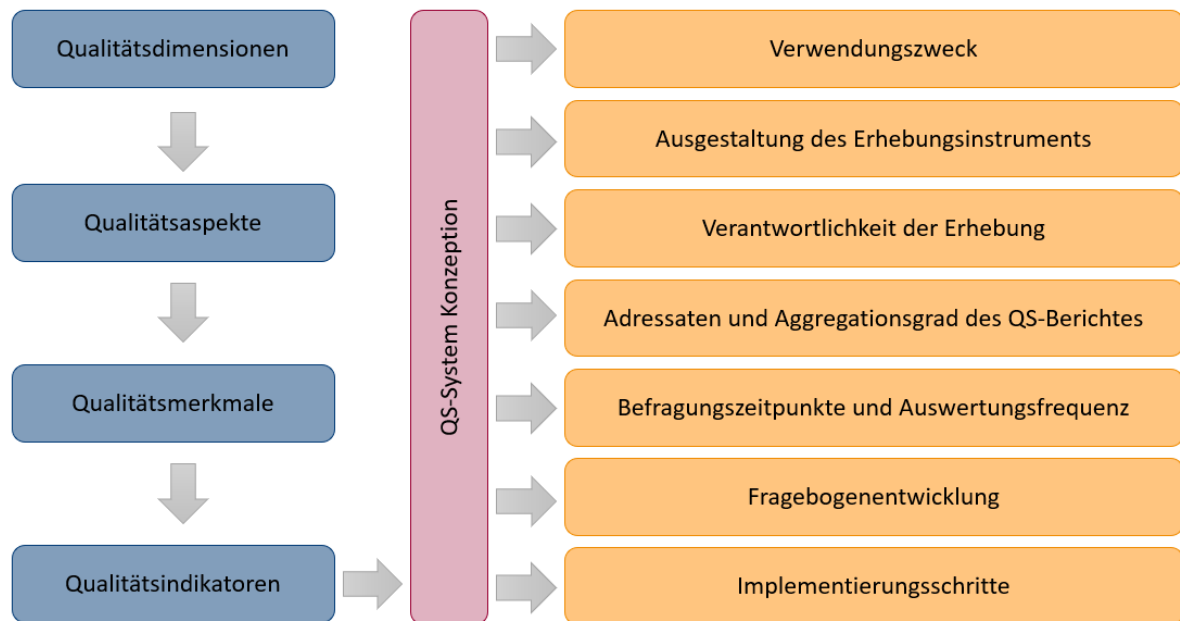 Qualitätsdimensionen
Qualitätsaspekte
Qualitätsmerkmale
Qualitätsindikatoren
QS-System Konzeption
Verwendungszweck
Ausgestaltung des Erhebungsinstruments
Verantwortlichkeit der Erhebung
Adressaten und Aggregationsgrad des QS-Berichtes
Befragungszeitpunkte und Auswertungsfrequenz
Fragebogenentwicklung
Implementierungsschritte